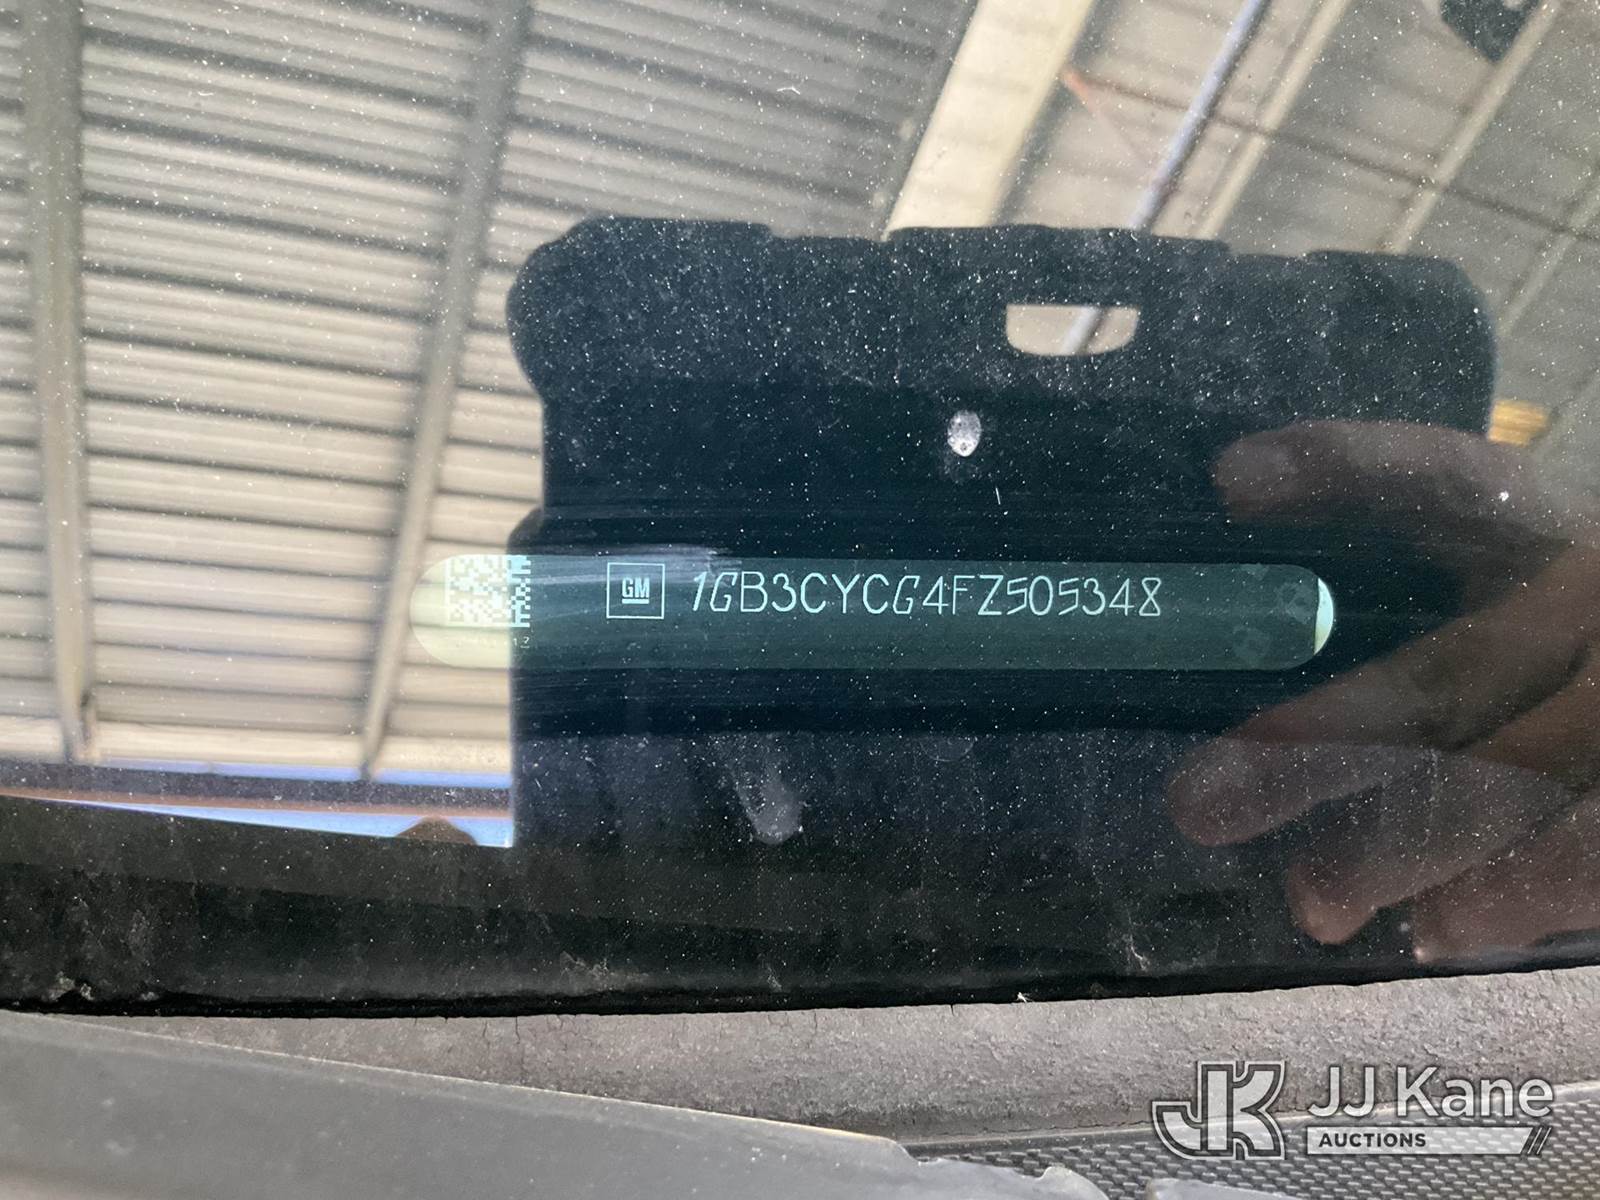 GM 1GB3CYCG4FZ505348
JJ Kane
AUCTIONS